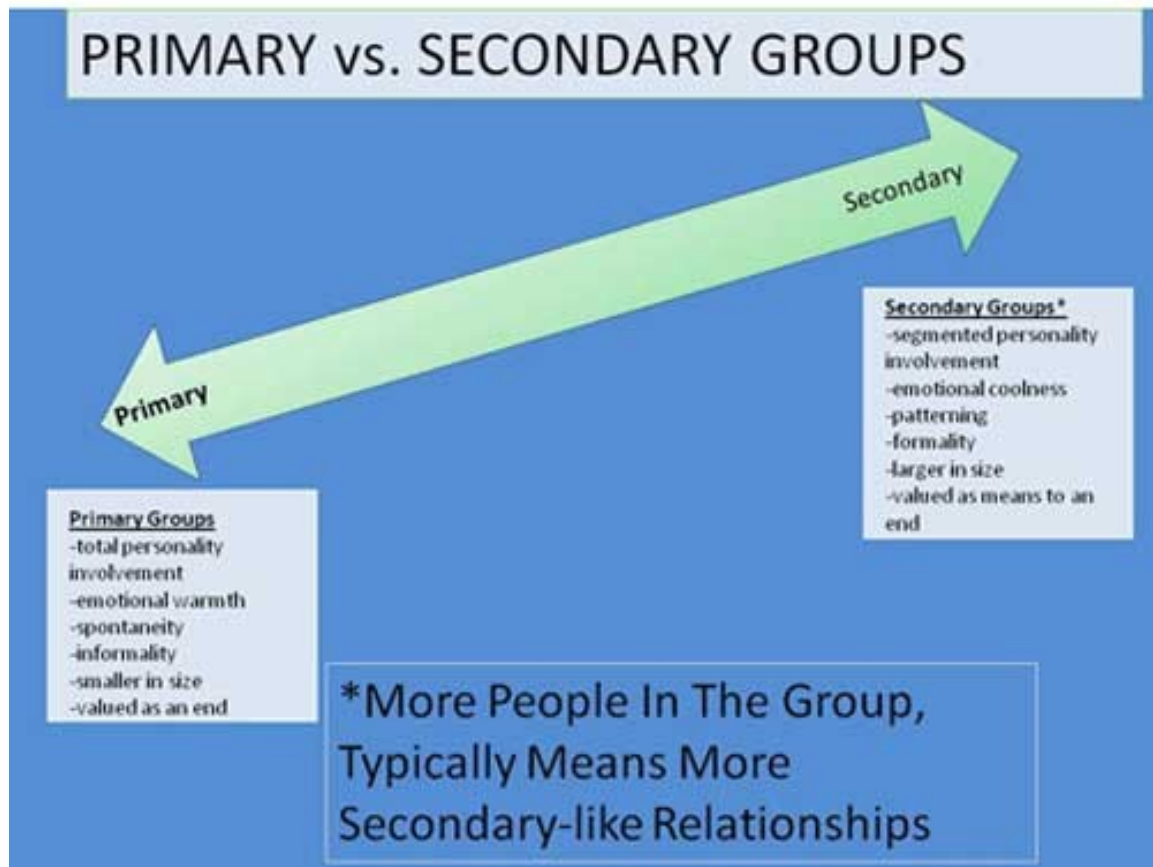 PRIMARY vs. SECONDARY GROUPS
Secondary
Primary
Secondary Groups*
-segmented personality
involvement
-emotional coolness
-patterning
-formality
-larger in size
-valued as means to an
end
Primary Groups
-total personality
involvement
-emotional warmth
-spontaneity
-informality
-smaller in size
-valued as an end
*More People In The Group,
Typically Means More
Secondary-like Relationships